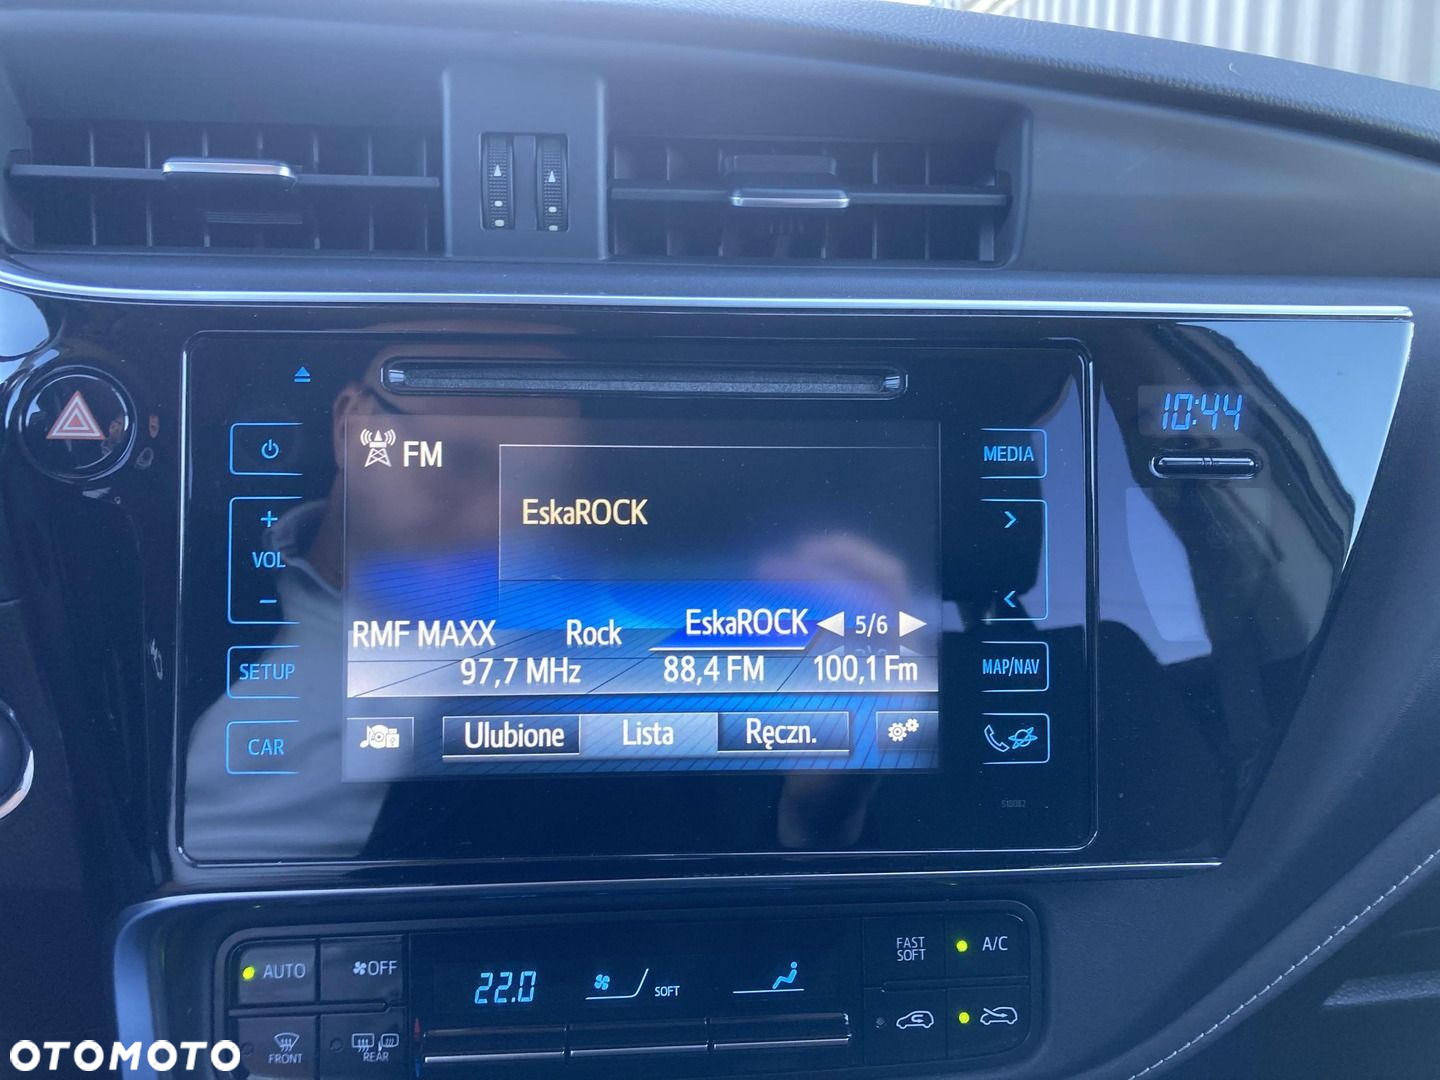 FM
EskaROCK
RMF MAXX Rock EskaROCK 5/6
97,7 MHz 88,4 FM 100,1 Fm
Ulubione Lista Ręczn.
VOL
SETUP
CAR
MEDIA
MAP/NAV
10:44
510082
AUTO
OFF
22.0
SOFT
FAST
SOFT
A/C
FRONT
REAR
OTOMOTO